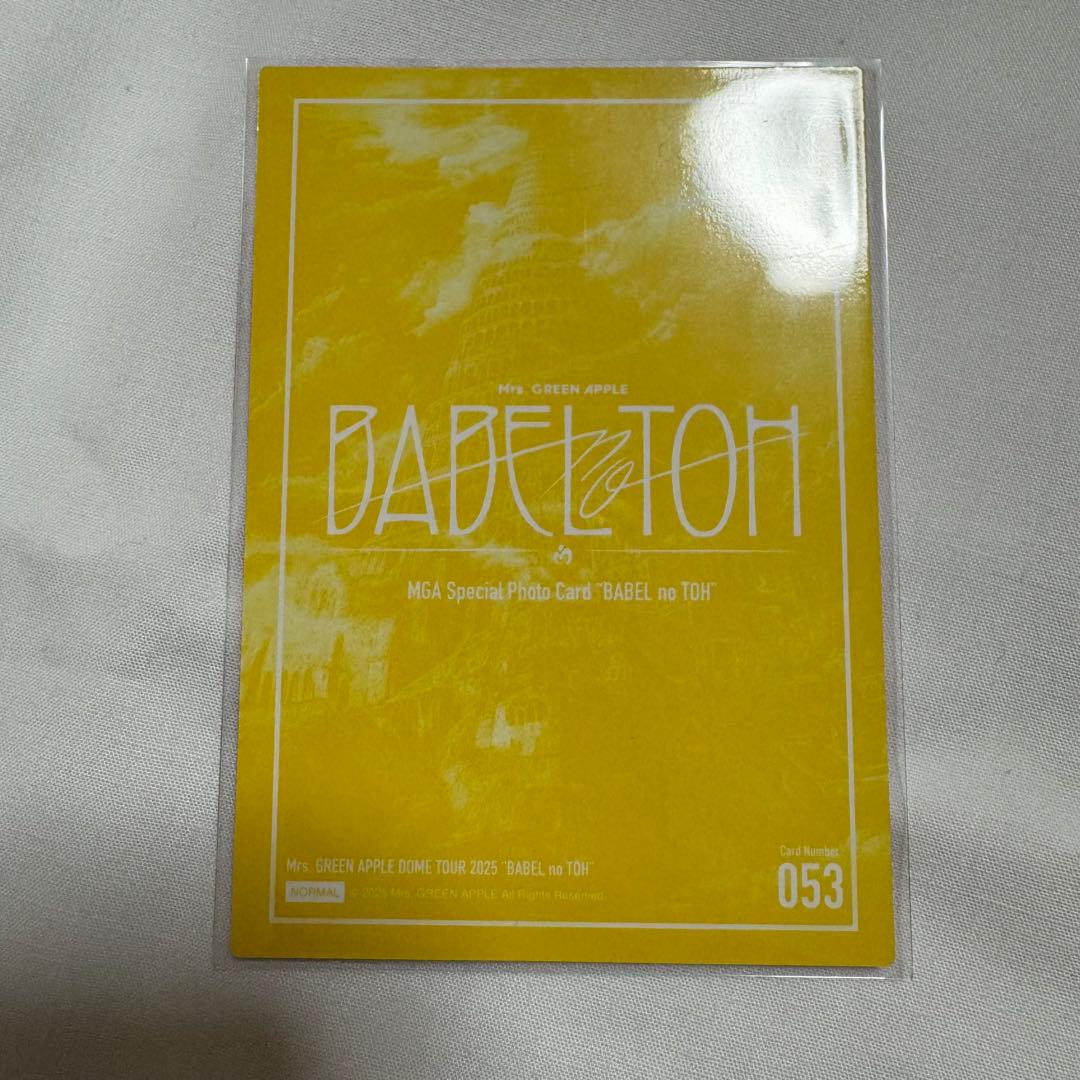 Mrs. GREEN APPLE
BABEL no TOH
MGA Special Photo Card "BABEL no TOH"
Mrs. GREEN APPLE DOME TOUR 2025 "BABEL no TOH"
NORMAL © 2025 Mrs. GREEN APPLE All Rights Reserved.
Card Number
053